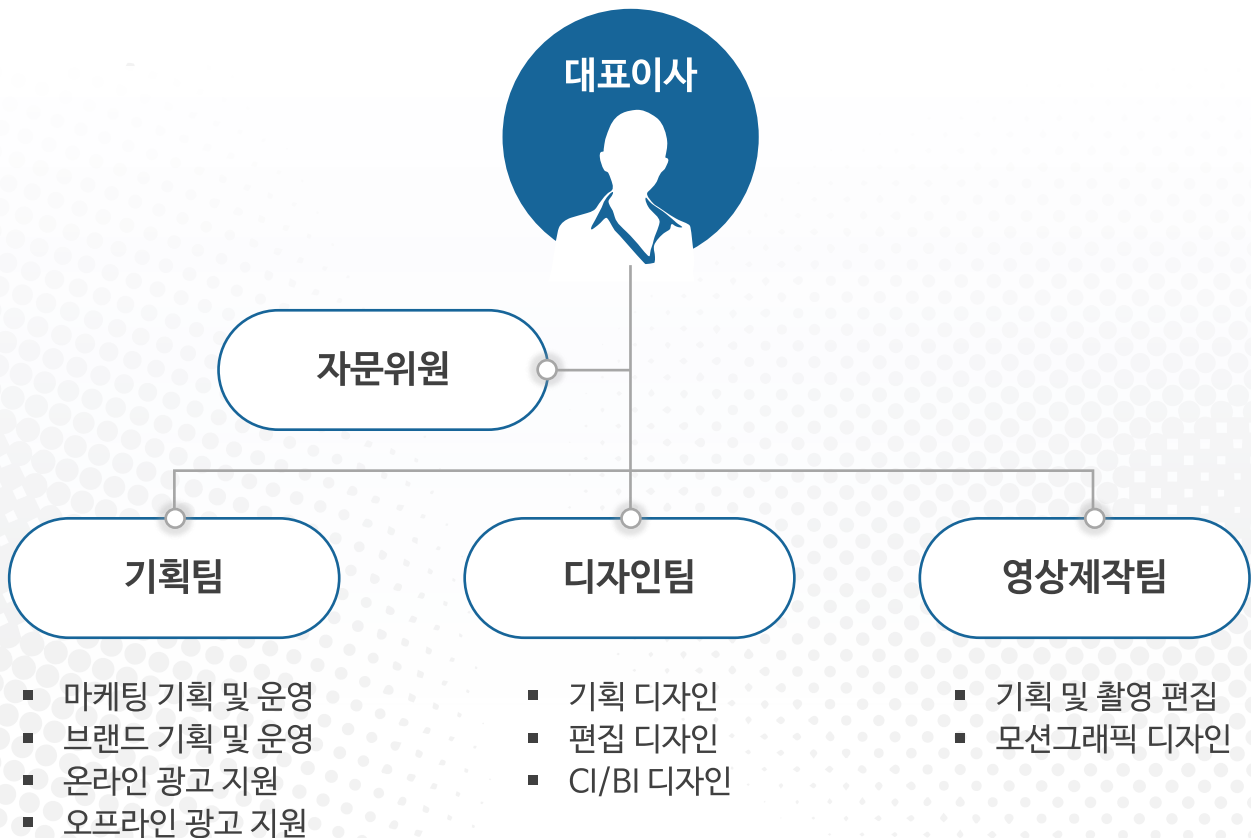 대표이사
자문위원
기획팀
디자인팀
영상제작팀
마케팅 기획 및 운영
브랜드 기획 및 운영
온라인 광고 지원
오프라인 광고 지원
기획 디자인
편집 디자인
CI/BI 디자인
기획 및 촬영 편집
모션그래픽 디자인